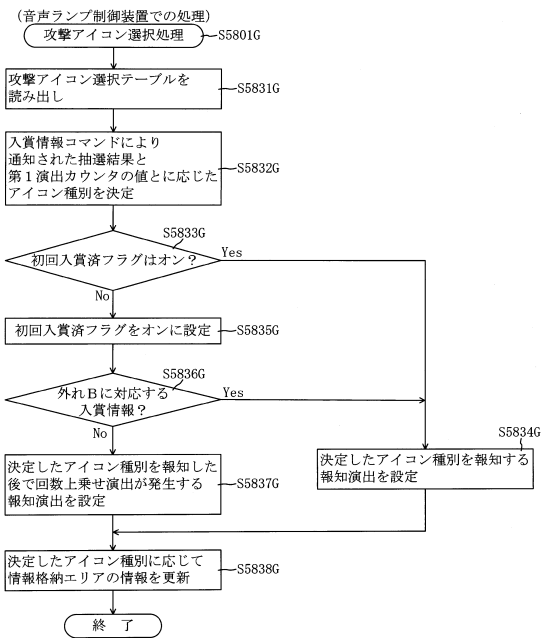 （音声ランプ制御装置での処理）
攻撃アイコン選択処理
S5801G
攻撃アイコン選択テーブルを
読み出し
S5831G
入賞情報コマンドにより
通知された抽選結果と
第１演出カウンタの値とに応じた
アイコン種別を決定
S5832G
S5833G
初回入賞済フラグはオン？
Yes
No
初回入賞済フラグをオンに設定
S5835G
S5836G
外れＢに対応する
入賞情報？
Yes
No
S5834G
決定したアイコン種別を報知する
報知演出を設定
決定したアイコン種別を報知した
後で回数上乗せ演出が発生する
報知演出を設定
S5837G
決定したアイコン種別に応じて
情報格納エリアの情報を更新
S5838G
終 了